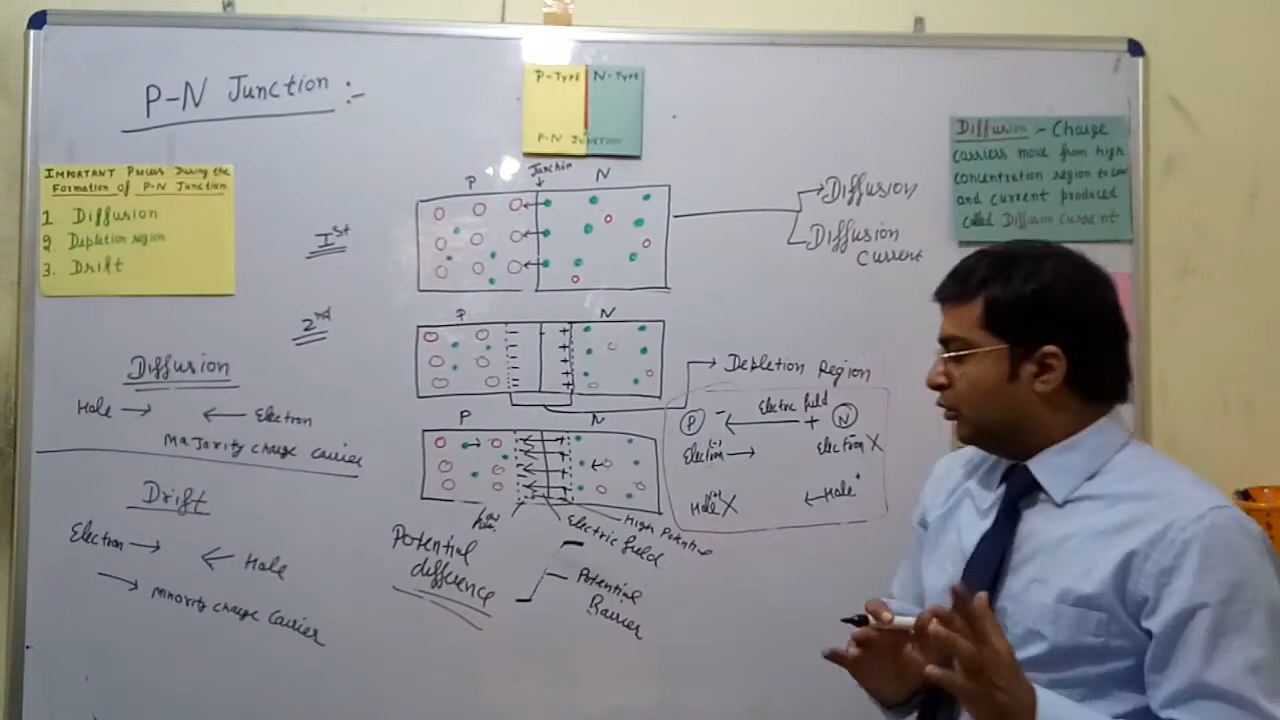 P-N Junction :-
P-Type N-Type
P-N Junction
Diffusion - Charge
carriers move from high
concentration region to low
and current produced
called Diffusion current
Important Process During the
Formation of P-N Junction
1. Diffusion
2. Depletion region
3. Drift
Ist
Junction
P N
Diffusion
Diffusion
Current
2nd
P N
Depletion Region
Diffusion
Hole → ← Electron
Majority charge carrier
Drift
Electron → ← Hole
→ Minority charge carrier
P N
P - ← Electric field + N
Electron (-) → Electron - X
Hole (+) X ← Hole +
Low
High Potential
Electric field
Potential
difference
Potential
Barrier